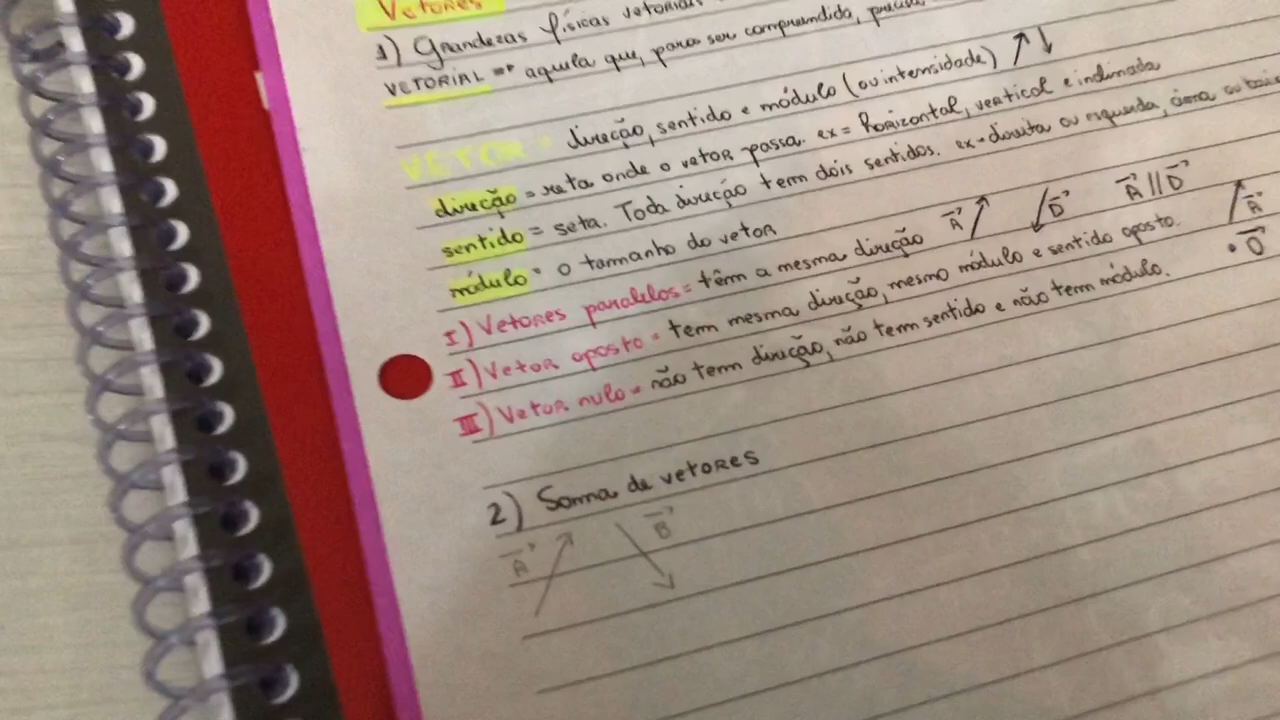 Vetores
1) Grandezas físicas vetoriais
VETORIAL => aquela que, para ser compreendida, precisa
VETOR = direção, sentido e módulo (ou intensidade) ↑ ↓
direção = reta onde o vetor passa. ex = horizontal, vertical e inclinada
sentido = seta. Toda direção tem dois sentidos. ex = direita ou esquerda, cima ou baixo
módulo = o tamanho do vetor
I) Vetores paralelos = têm a mesma direção A⃗ D⃗ A⃗ // D⃗
II) Vetor oposto = tem mesma direção, mesmo módulo e sentido oposto. A⃗
III) Vetor nulo = não tem direção, não tem sentido e não tem módulo. • O⃗
2) Soma de vetores
A⃗ B⃗